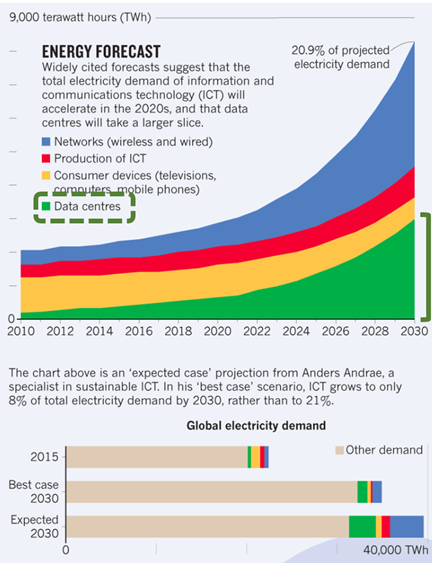 9,000 terawatt hours (TWh)
ENERGY FORECAST
Widely cited forecasts suggest that the
total electricity demand of information and
communications technology (ICT) will
accelerate in the 2020s, and that data
centres will take a larger slice.
20.9% of projected
electricity demand
Networks (wireless and wired)
Production of ICT
Consumer devices (televisions,
computers, mobile phones)
Data centres
0
2010 2012 2014 2016 2018 2020 2022 2024 2026 2028 2030
The chart above is an ‘expected case’ projection from Anders Andrae, a
specialist in sustainable ICT. In his ‘best case’ scenario, ICT grows to only
8% of total electricity demand by 2030, rather than to 21%.
Global electricity demand
Other demand
2015
Best case
2030
Expected
2030
0 40,000 TWh